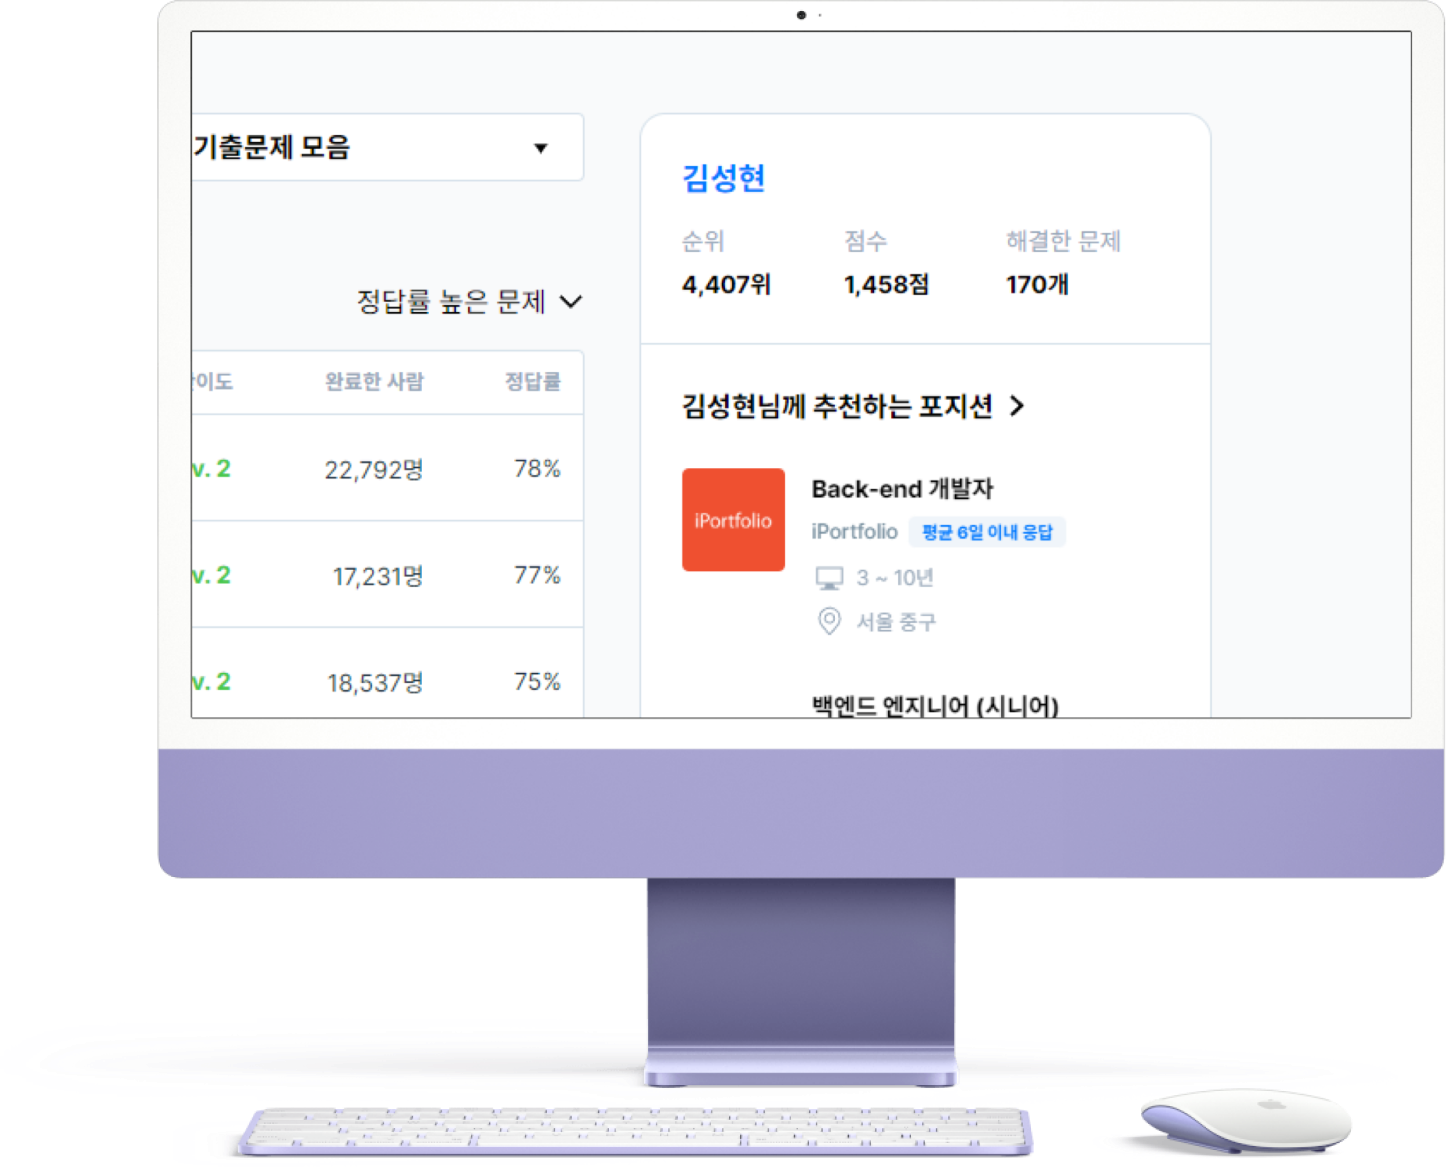 기출문제 모음
정답률 높은 문제
이도 완료한 사람 정답률
v. 2 22,792명 78%
v. 2 17,231명 77%
v. 2 18,537명 75%
김성현
순위 점수 해결한 문제
4,407위 1,458점 170개
김성현님께 추천하는 포지션
iPortfolio
Back-end 개발자
iPortfolio 평균 6일 이내 응답
3 ~ 10년
서울 중구
백엔드 엔지니어 (시니어)